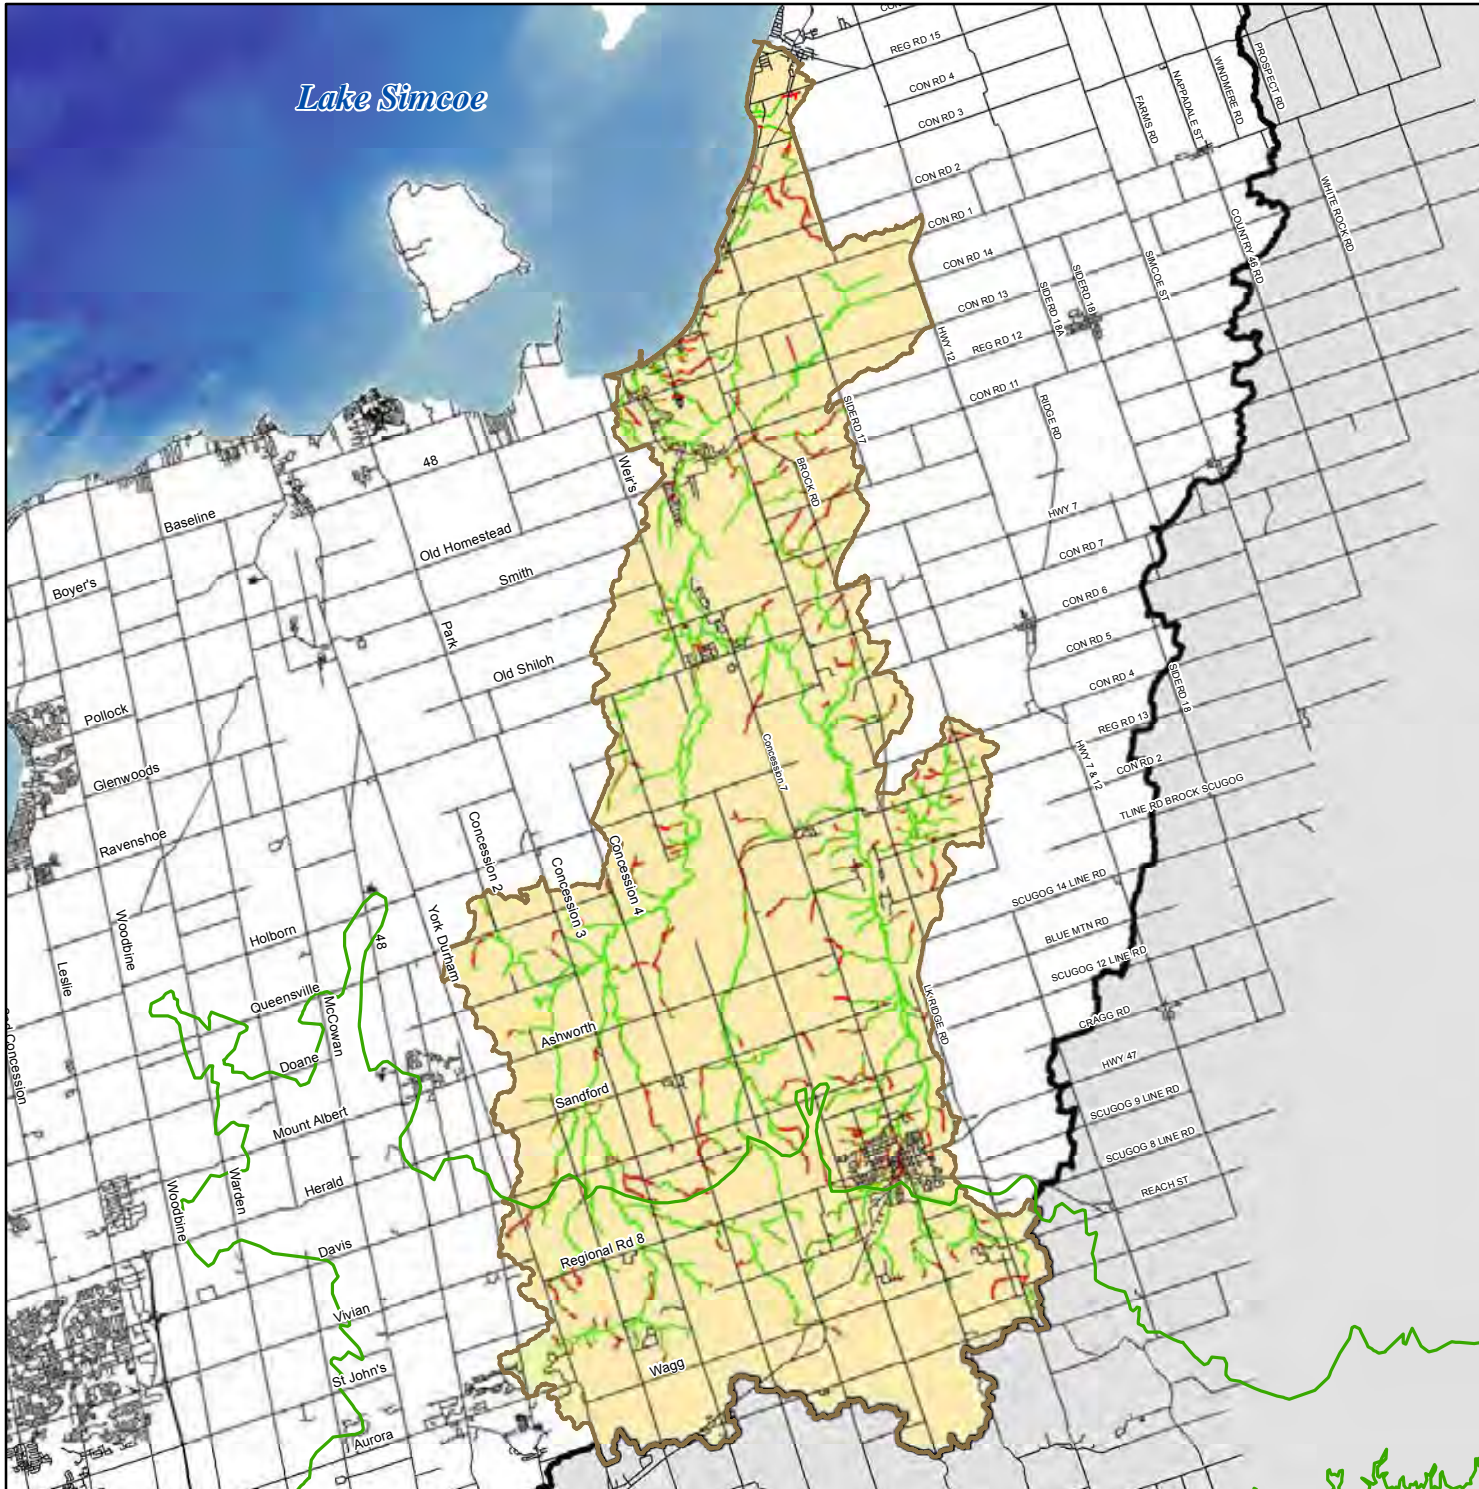 Lake Simcoe
REG RD 15
CON RD 4
CON RD 3
CON RD 2
CON RD 1
CON RD 14
CON RD 13
REG RD 12
CON RD 11
HWY 12
FARMS RD
NAPPADALE ST
WINDMERE RD
PROSPECT RD
WHITE ROCK RD
COUNTRY 46 RD
SIMCOE ST
SIDERD 18
SIDERD 18A
SIDERD 17
RIDGE RD
BROCK RD
Weir's
48
Baseline
Boyer's
Old Homestead
Smith
Park
Old Shiloh
HWY 7
CON RD 7
CON RD 6
CON RD 5
CON RD 4
SIDERD 18
REG RD 13
CON RD 2
HWY 7 & 12
TLINE RD BROCK SCUGOG
Pollock
Glenwoods
Ravenshoe
Concession 7
Concession 2
Concession 3
Concession 4
SCUGOG 14 LINE RD
BLUE MTN RD
SCUGOG 12 LINE RD
CRAGG RD
HWY 47
SCUGOG 9 LINE RD
SCUGOG 8 LINE RD
REACH ST
LK RIDGE RD
Woodbine
Leslie
Holborn
48
York Durham
Queensville
McCowan
Doane
Ashworth
Sandford
Mount Albert
Herald
Warden
Woodbine
Davis
Regional Rd 8
Vivian
St John's
Wagg
Aurora